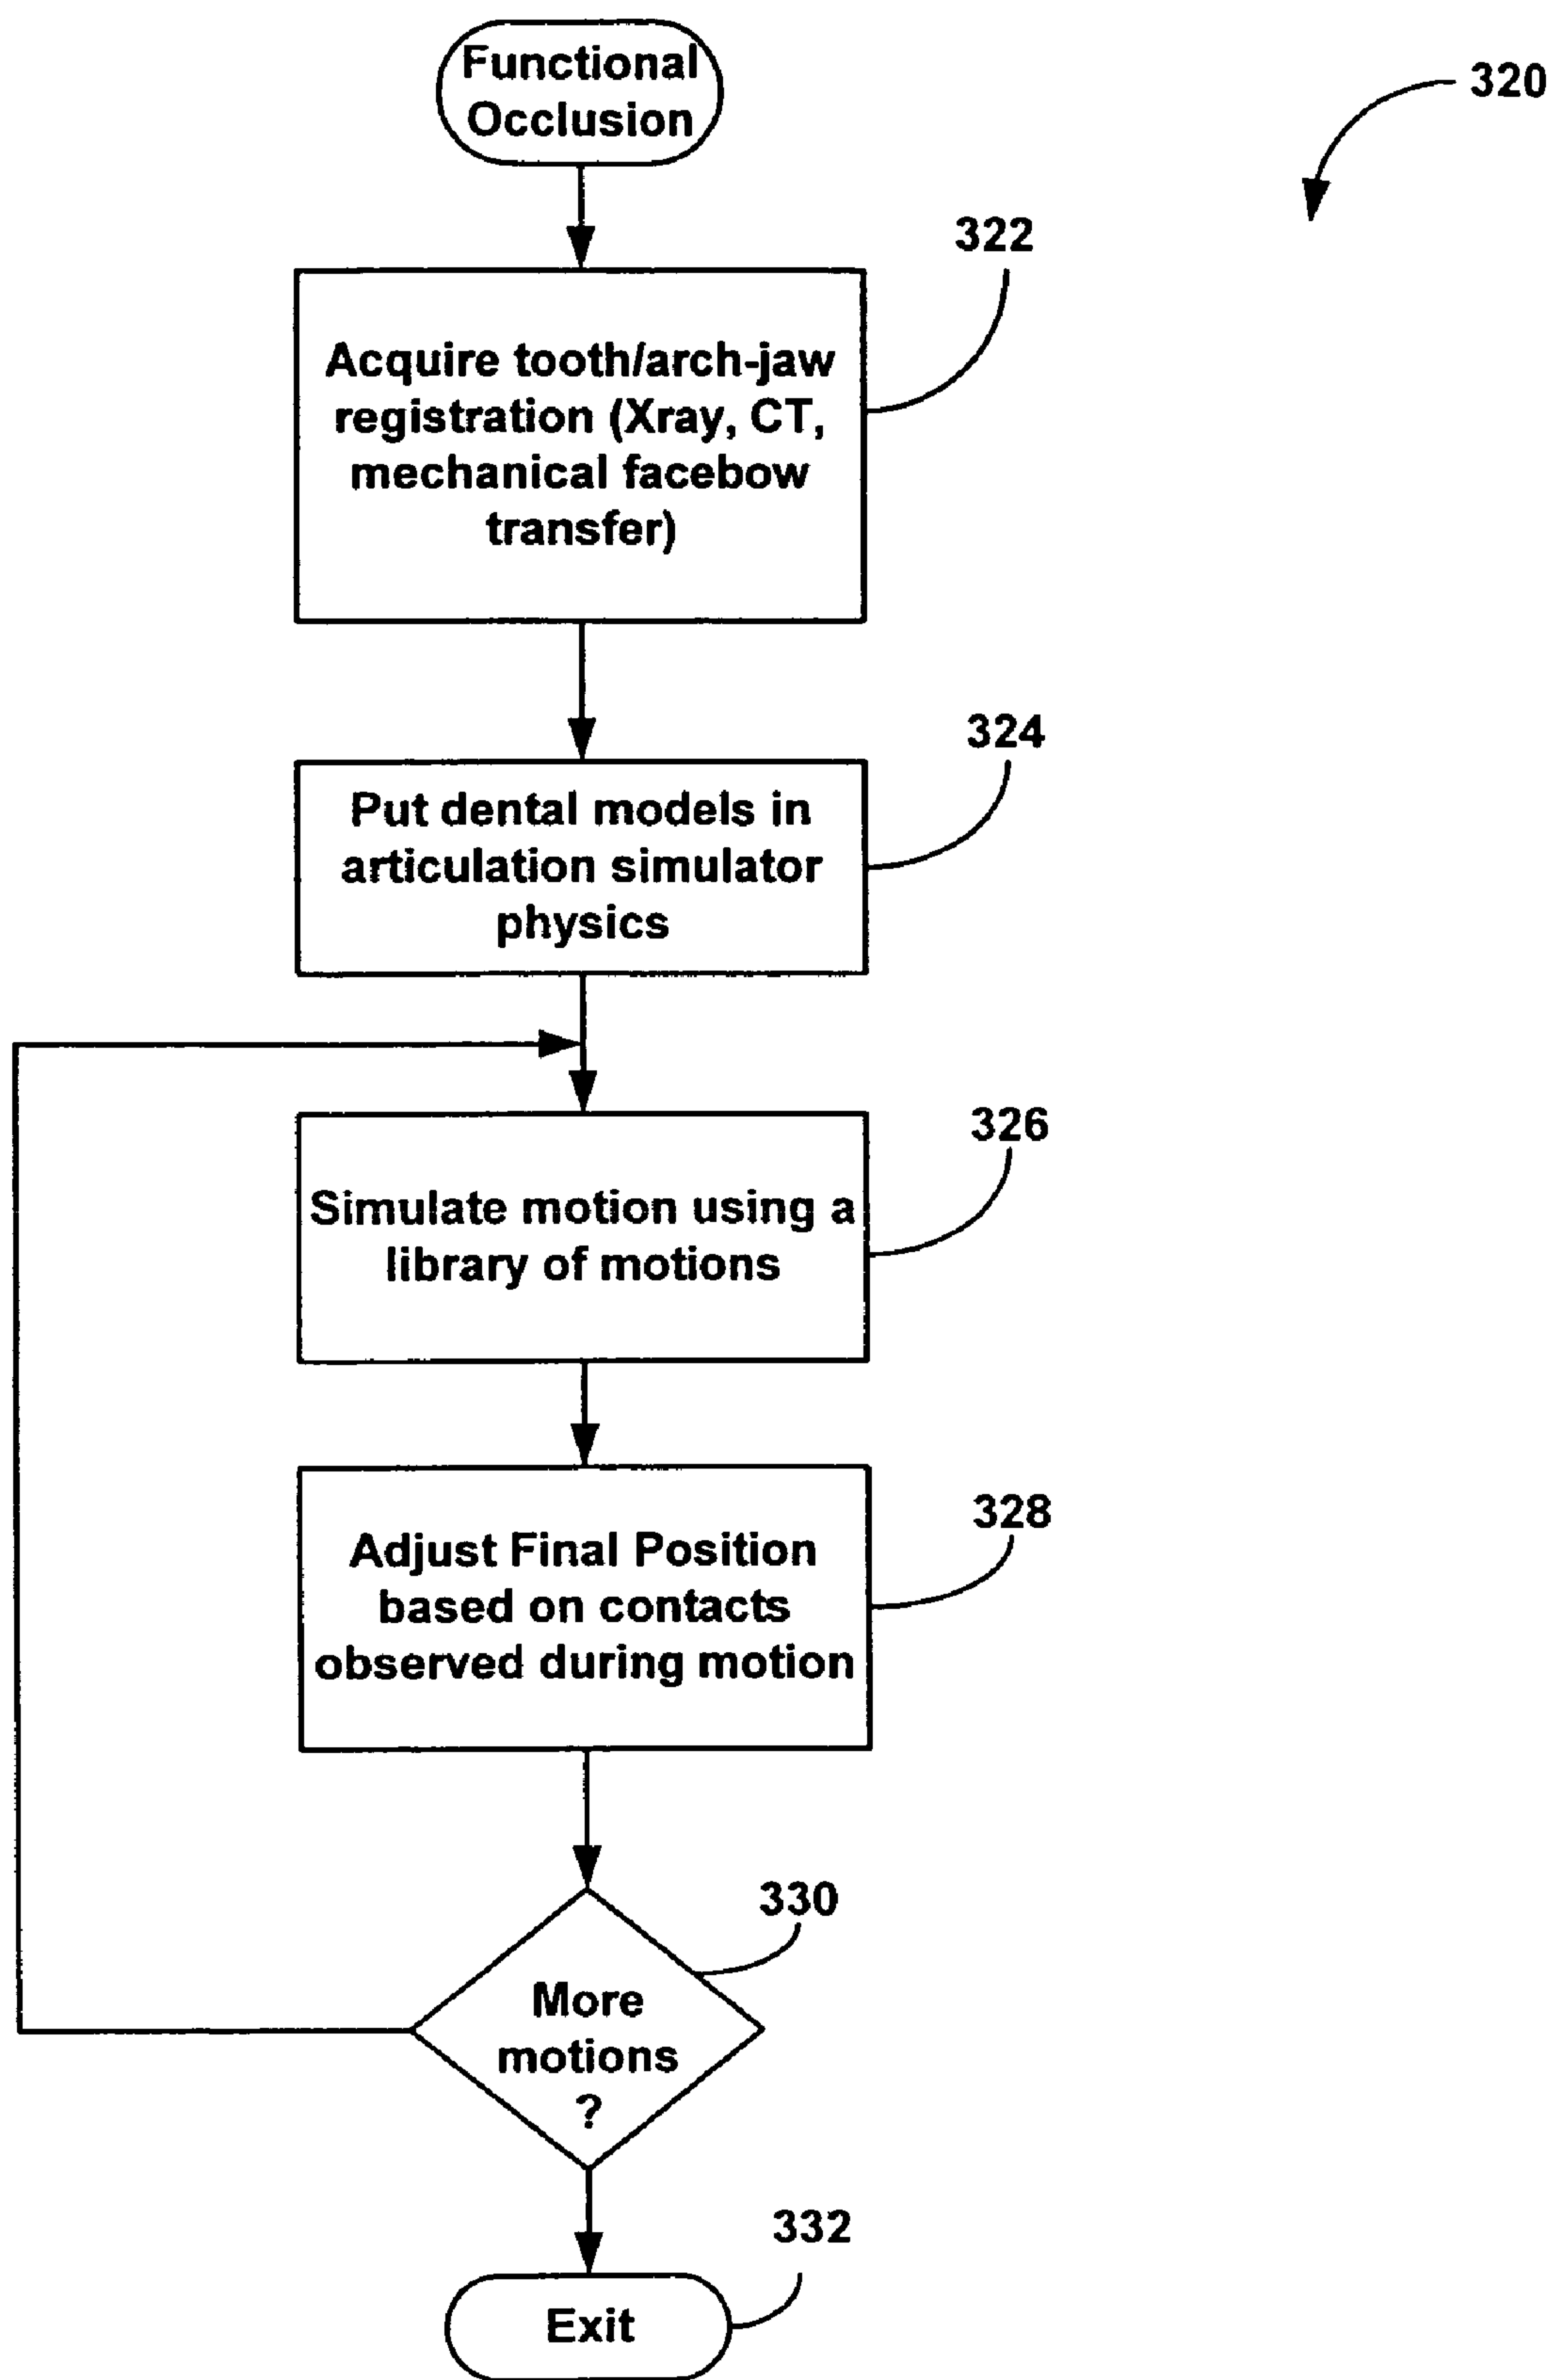 Functional
Occlusion
320
322
Acquire tooth/arch-jaw
registration (Xray, CT,
mechanical facebow
transfer)
324
Put dental models in
articulation simulator
physics
326
Simulate motion using a
library of motions
328
Adjust Final Position
based on contacts
observed during motion
330
More
motions
?
332
Exit